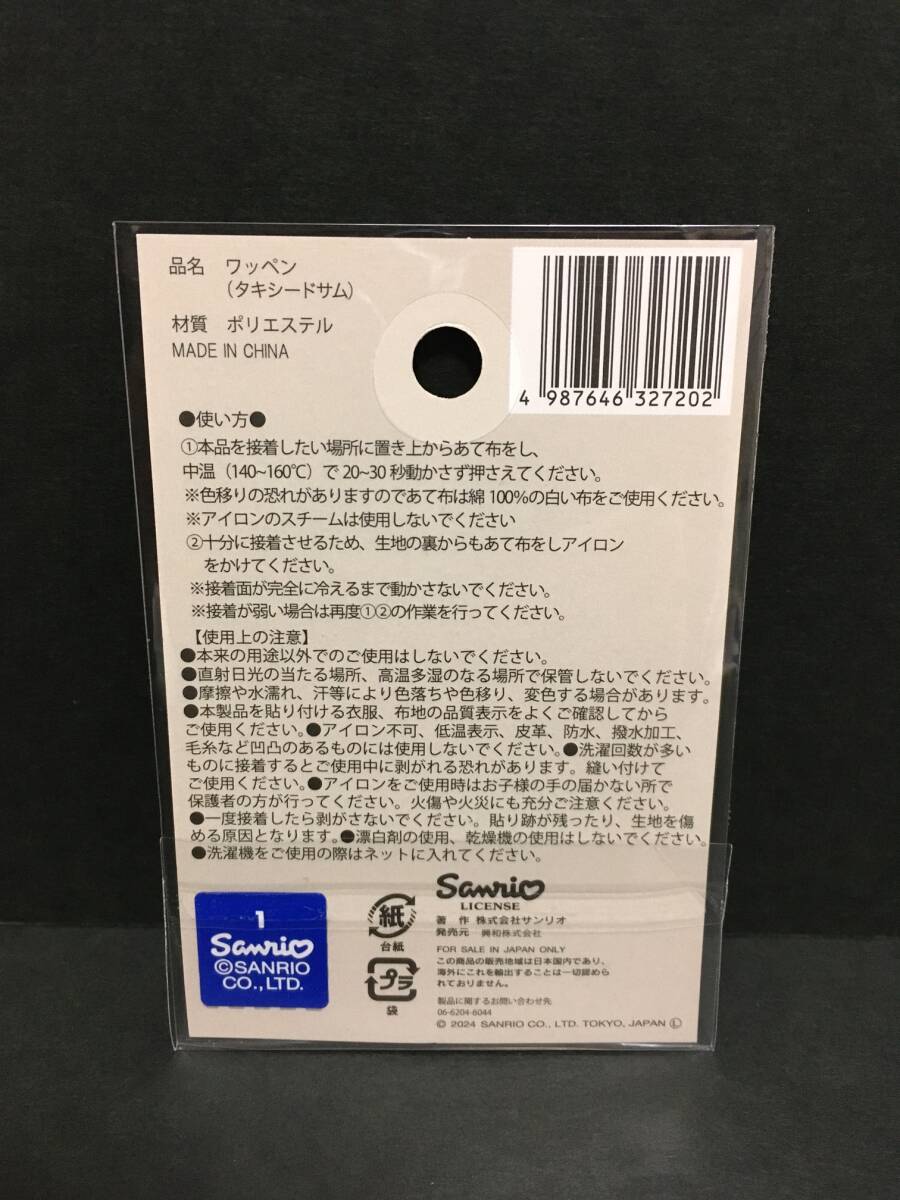 品名 ワッペン
(タキシードサム)
材質 ポリエステル
MADE IN CHINA
4 987646 327202
●使い方●
①本品を接着したい場所に置き上からあて布をし、
中温（140~160℃）で 20~30 秒動かさず押さえてください。
※色移りの恐れがありますのであて布は綿 100%の白い布をご使用ください。
※アイロンのスチームは使用しないでください
②十分に接着させるため、生地の裏からもあて布をしアイロン
をかけてください。
※接着面が完全に冷えるまで動かさないでください。
※接着が弱い場合は再度①②の作業を行ってください。
【使用上の注意】
●本来の用途以外でのご使用はしないでください。
●直射日光の当たる場所、高温多湿のなる場所で保管しないでください。
●摩擦や水濡れ、汗等により色落ちや色移り、変色する場合があります。
●本製品を貼り付ける衣服、布地の品質表示をよくご確認してから
ご使用ください。●アイロン不可、低温表示、皮革、防水、撥水加工、
毛糸など凹凸のあるものには使用しないでください。●洗濯回数が多い
ものに接着するとご使用中に剥がれる恐れがあります。縫い付けて
ご使用ください。●アイロンをご使用時はお子様の手の届かない所で
保護者の方が行ってください。火傷や火災にも充分ご注意ください。
●一度接着したら剥がさないでください。貼り跡が残ったり、生地を傷
める原因となります。●漂白剤の使用、乾燥機の使用はしないでください。
●洗濯機をご使用の際はネットに入れてください。
1
Sanrio
©SANRIO
CO.,LTD.
紙
台紙
プラ
袋
Sanrio
LICENSE
著 作 株式会社サンリオ
発売元 興和株式会社
FOR SALE IN JAPAN ONLY
この商品の販売地域は日本国内であり、
海外にこれを輸出することは一切認めら
れておりません。
製品に関するお問い合わせ先
06-6204-6044
© 2024 SANRIO CO., LTD. TOKYO, JAPAN Ⓛ